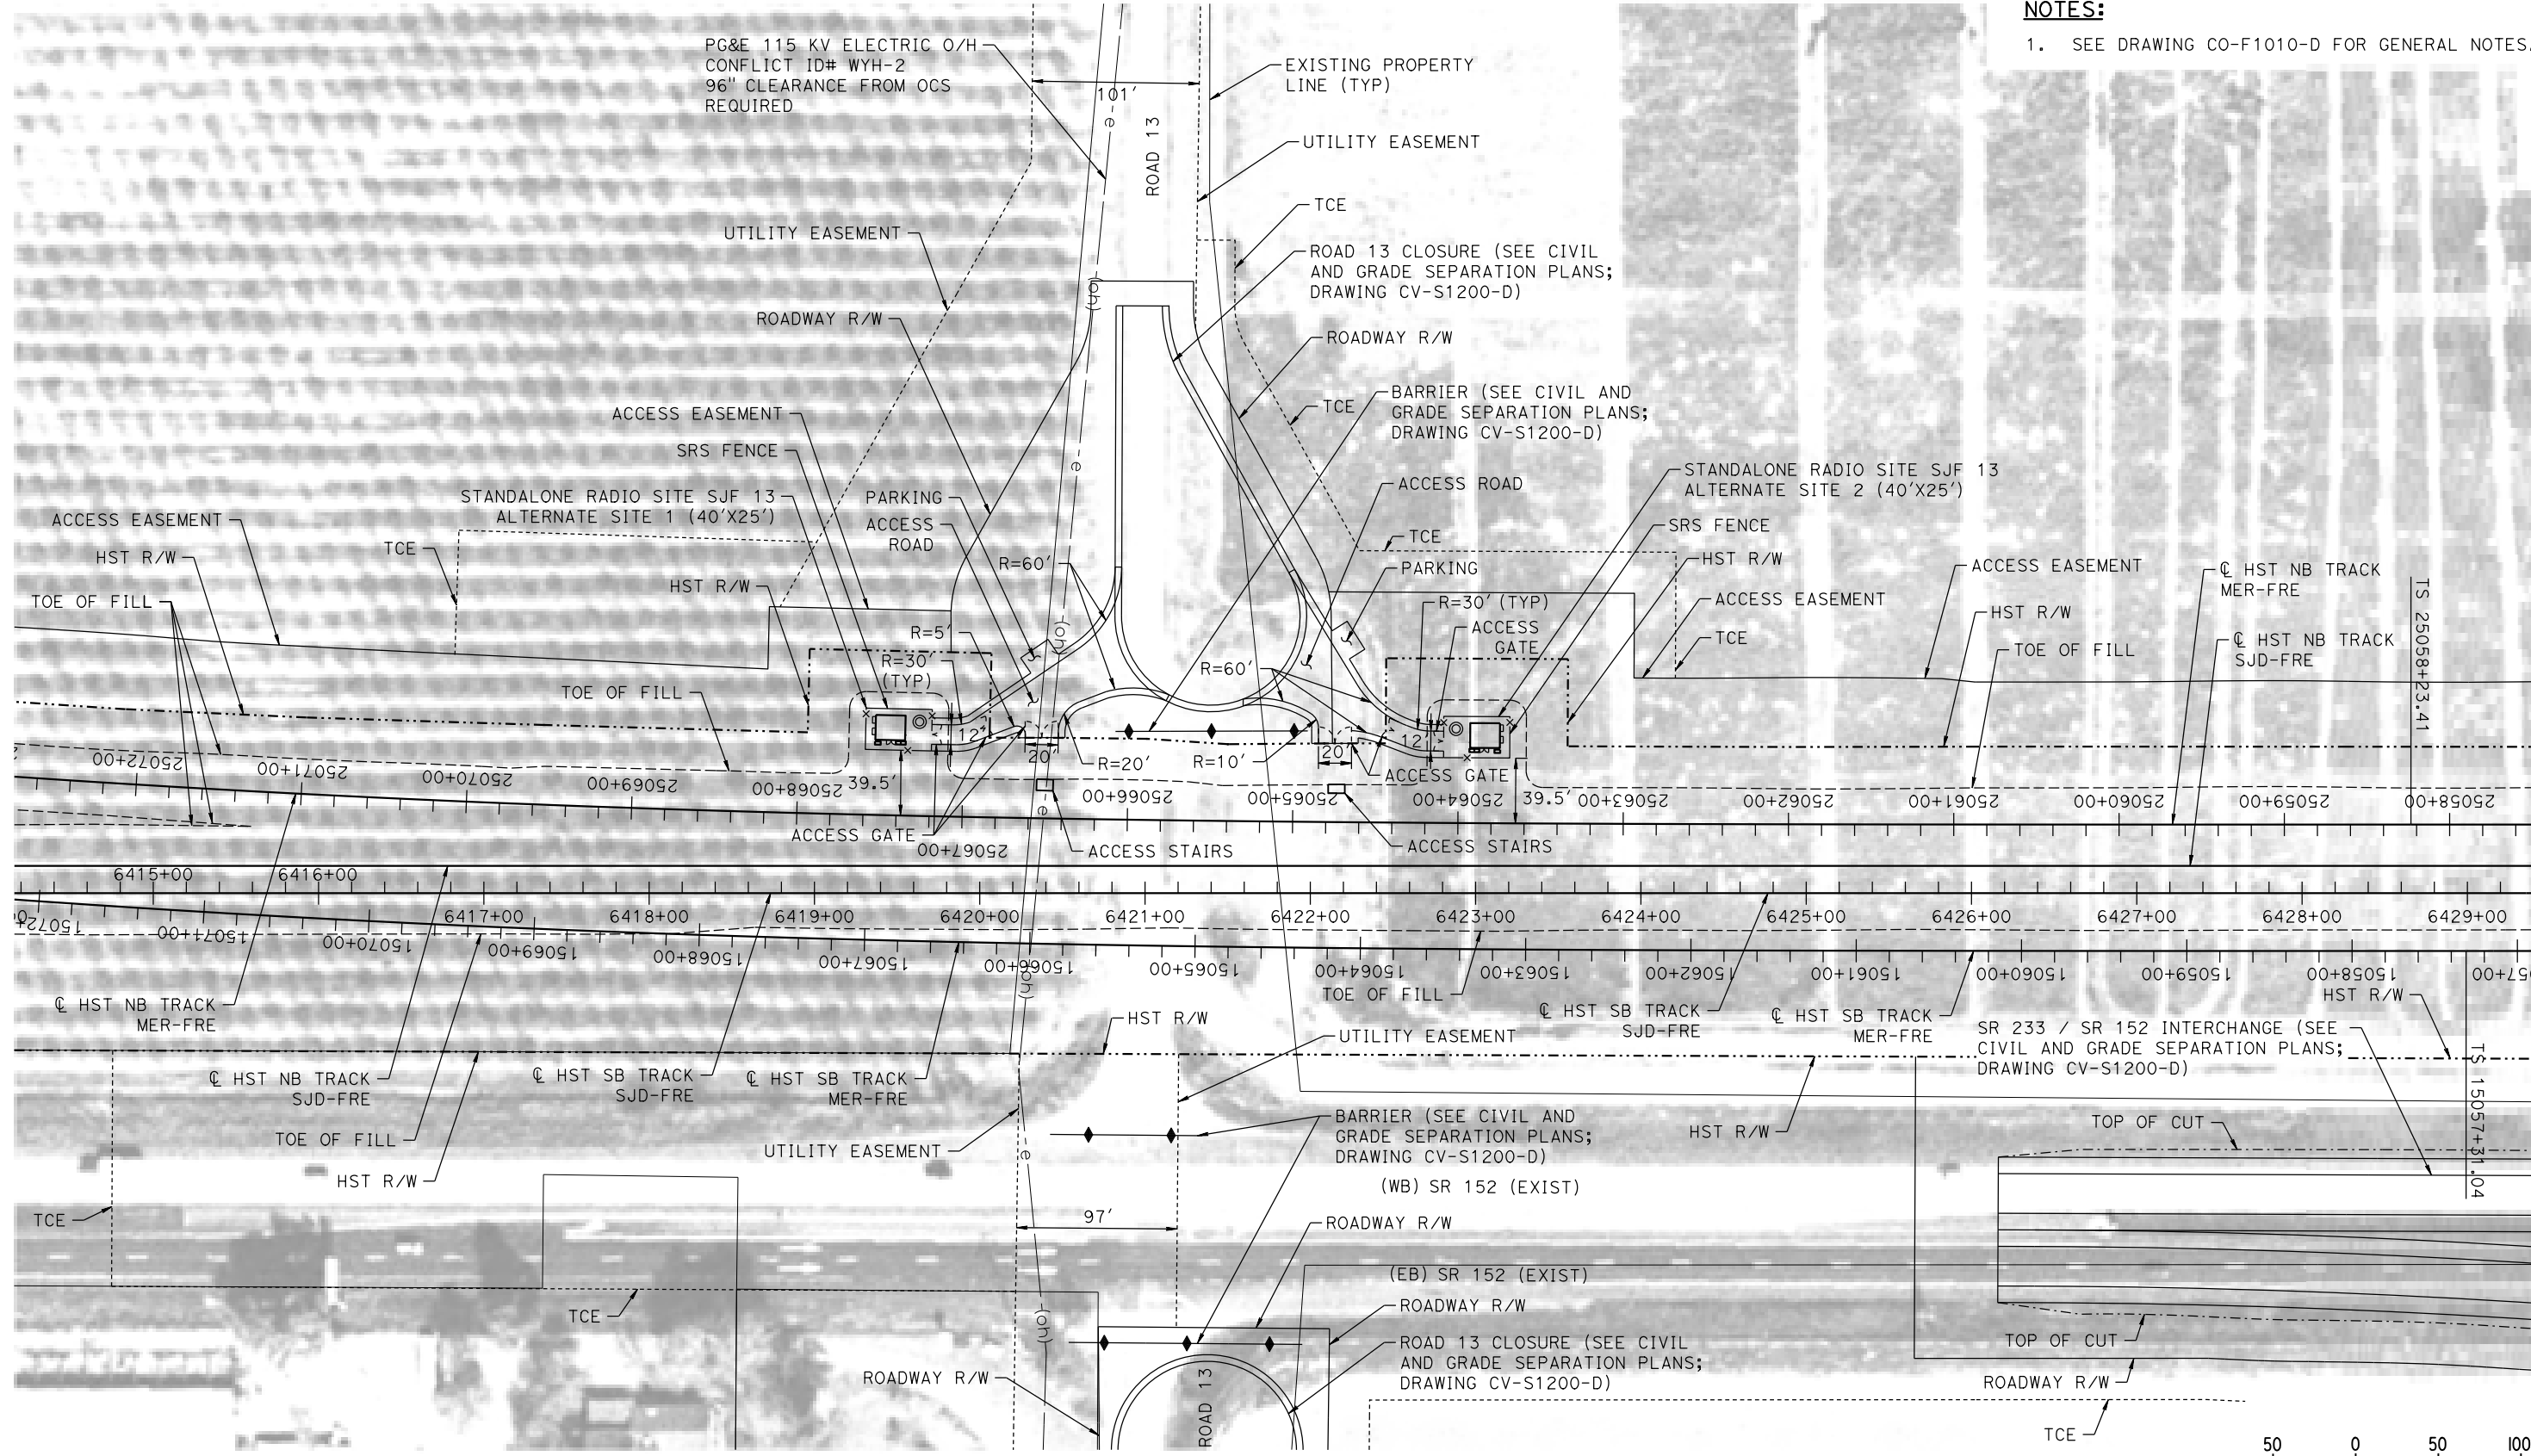 NOTES:
1. SEE DRAWING CO-F1010-D FOR GENERAL NOTES.
PG&E 115 KV ELECTRIC O/H
CONFLICT ID# WYH-2
96" CLEARANCE FROM OCS
REQUIRED
101'
e
ROAD 13
EXISTING PROPERTY
LINE (TYP)
UTILITY EASEMENT
TCE
UTILITY EASEMENT
ROAD 13 CLOSURE (SEE CIVIL
AND GRADE SEPARATION PLANS;
DRAWING CV-S1200-D)
(oh)
ROADWAY R/W
ROADWAY R/W
BARRIER (SEE CIVIL AND
GRADE SEPARATION PLANS;
DRAWING CV-S1200-D)
TCE
ACCESS EASEMENT
SRS FENCE
e
STANDALONE RADIO SITE SJF 13
ALTERNATE SITE 1 (40'X25')
PARKING
ACCESS
ROAD
ACCESS ROAD
STANDALONE RADIO SITE SJF 13
ALTERNATE SITE 2 (40'X25')
SRS FENCE
ACCESS EASEMENT
HST R/W
TCE
TOE OF FILL
HST R/W
R=60'
TCE
PARKING
HST R/W
ACCESS EASEMENT
ACCESS EASEMENT
HST R/W
TCE
TOE OF FILL
℄ HST NB TRACK
MER-FRE
℄ HST NB TRACK
SJD-FRE
TS 25058+23.41
R=30' (TYP)
ACCESS
GATE
R=5'
(oh)
R=30'
(TYP)
R=60'
TOE OF FILL
12'
20'
R=20'
R=10'
20'
12'
ACCESS GATE
39.5'
39.5'
25072+00
25071+00
25070+00
25069+00
25068+00
25067+00
25066+00
25065+00
25064+00
25063+00
25062+00
25061+00
25060+00
25059+00
25058+00
e
ACCESS GATE
ACCESS STAIRS
ACCESS STAIRS
6415+00
6416+00
6417+00
6418+00
6419+00
6420+00
6421+00
6422+00
6423+00
6424+00
6425+00
6426+00
6427+00
6428+00
6429+00
15071+00
15070+00
15069+00
15068+00
15067+00
15066+00
15065+00
15064+00
15063+00
15062+00
15061+00
15060+00
15059+00
15058+00
(oh)
℄ HST NB TRACK
MER-FRE
TOE OF FILL
℄ HST SB TRACK
SJD-FRE
℄ HST SB TRACK
MER-FRE
HST R/W
HST R/W
UTILITY EASEMENT
SR 233 / SR 152 INTERCHANGE (SEE
CIVIL AND GRADE SEPARATION PLANS;
DRAWING CV-S1200-D)
TS 15057+31.04
℄ HST NB TRACK
SJD-FRE
℄ HST SB TRACK
SJD-FRE
℄ HST SB TRACK
MER-FRE
TOE OF FILL
HST R/W
UTILITY EASEMENT
e
BARRIER (SEE CIVIL AND
GRADE SEPARATION PLANS;
DRAWING CV-S1200-D)
HST R/W
TOP OF CUT
(WB) SR 152 (EXIST)
TCE
97'
ROADWAY R/W
(EB) SR 152 (EXIST)
TCE
(oh)
ROADWAY R/W
ROAD 13 CLOSURE (SEE CIVIL
AND GRADE SEPARATION PLANS;
DRAWING CV-S1200-D)
ROADWAY R/W
ROAD 13
TOP OF CUT
ROADWAY R/W
TCE
50 0 50 100